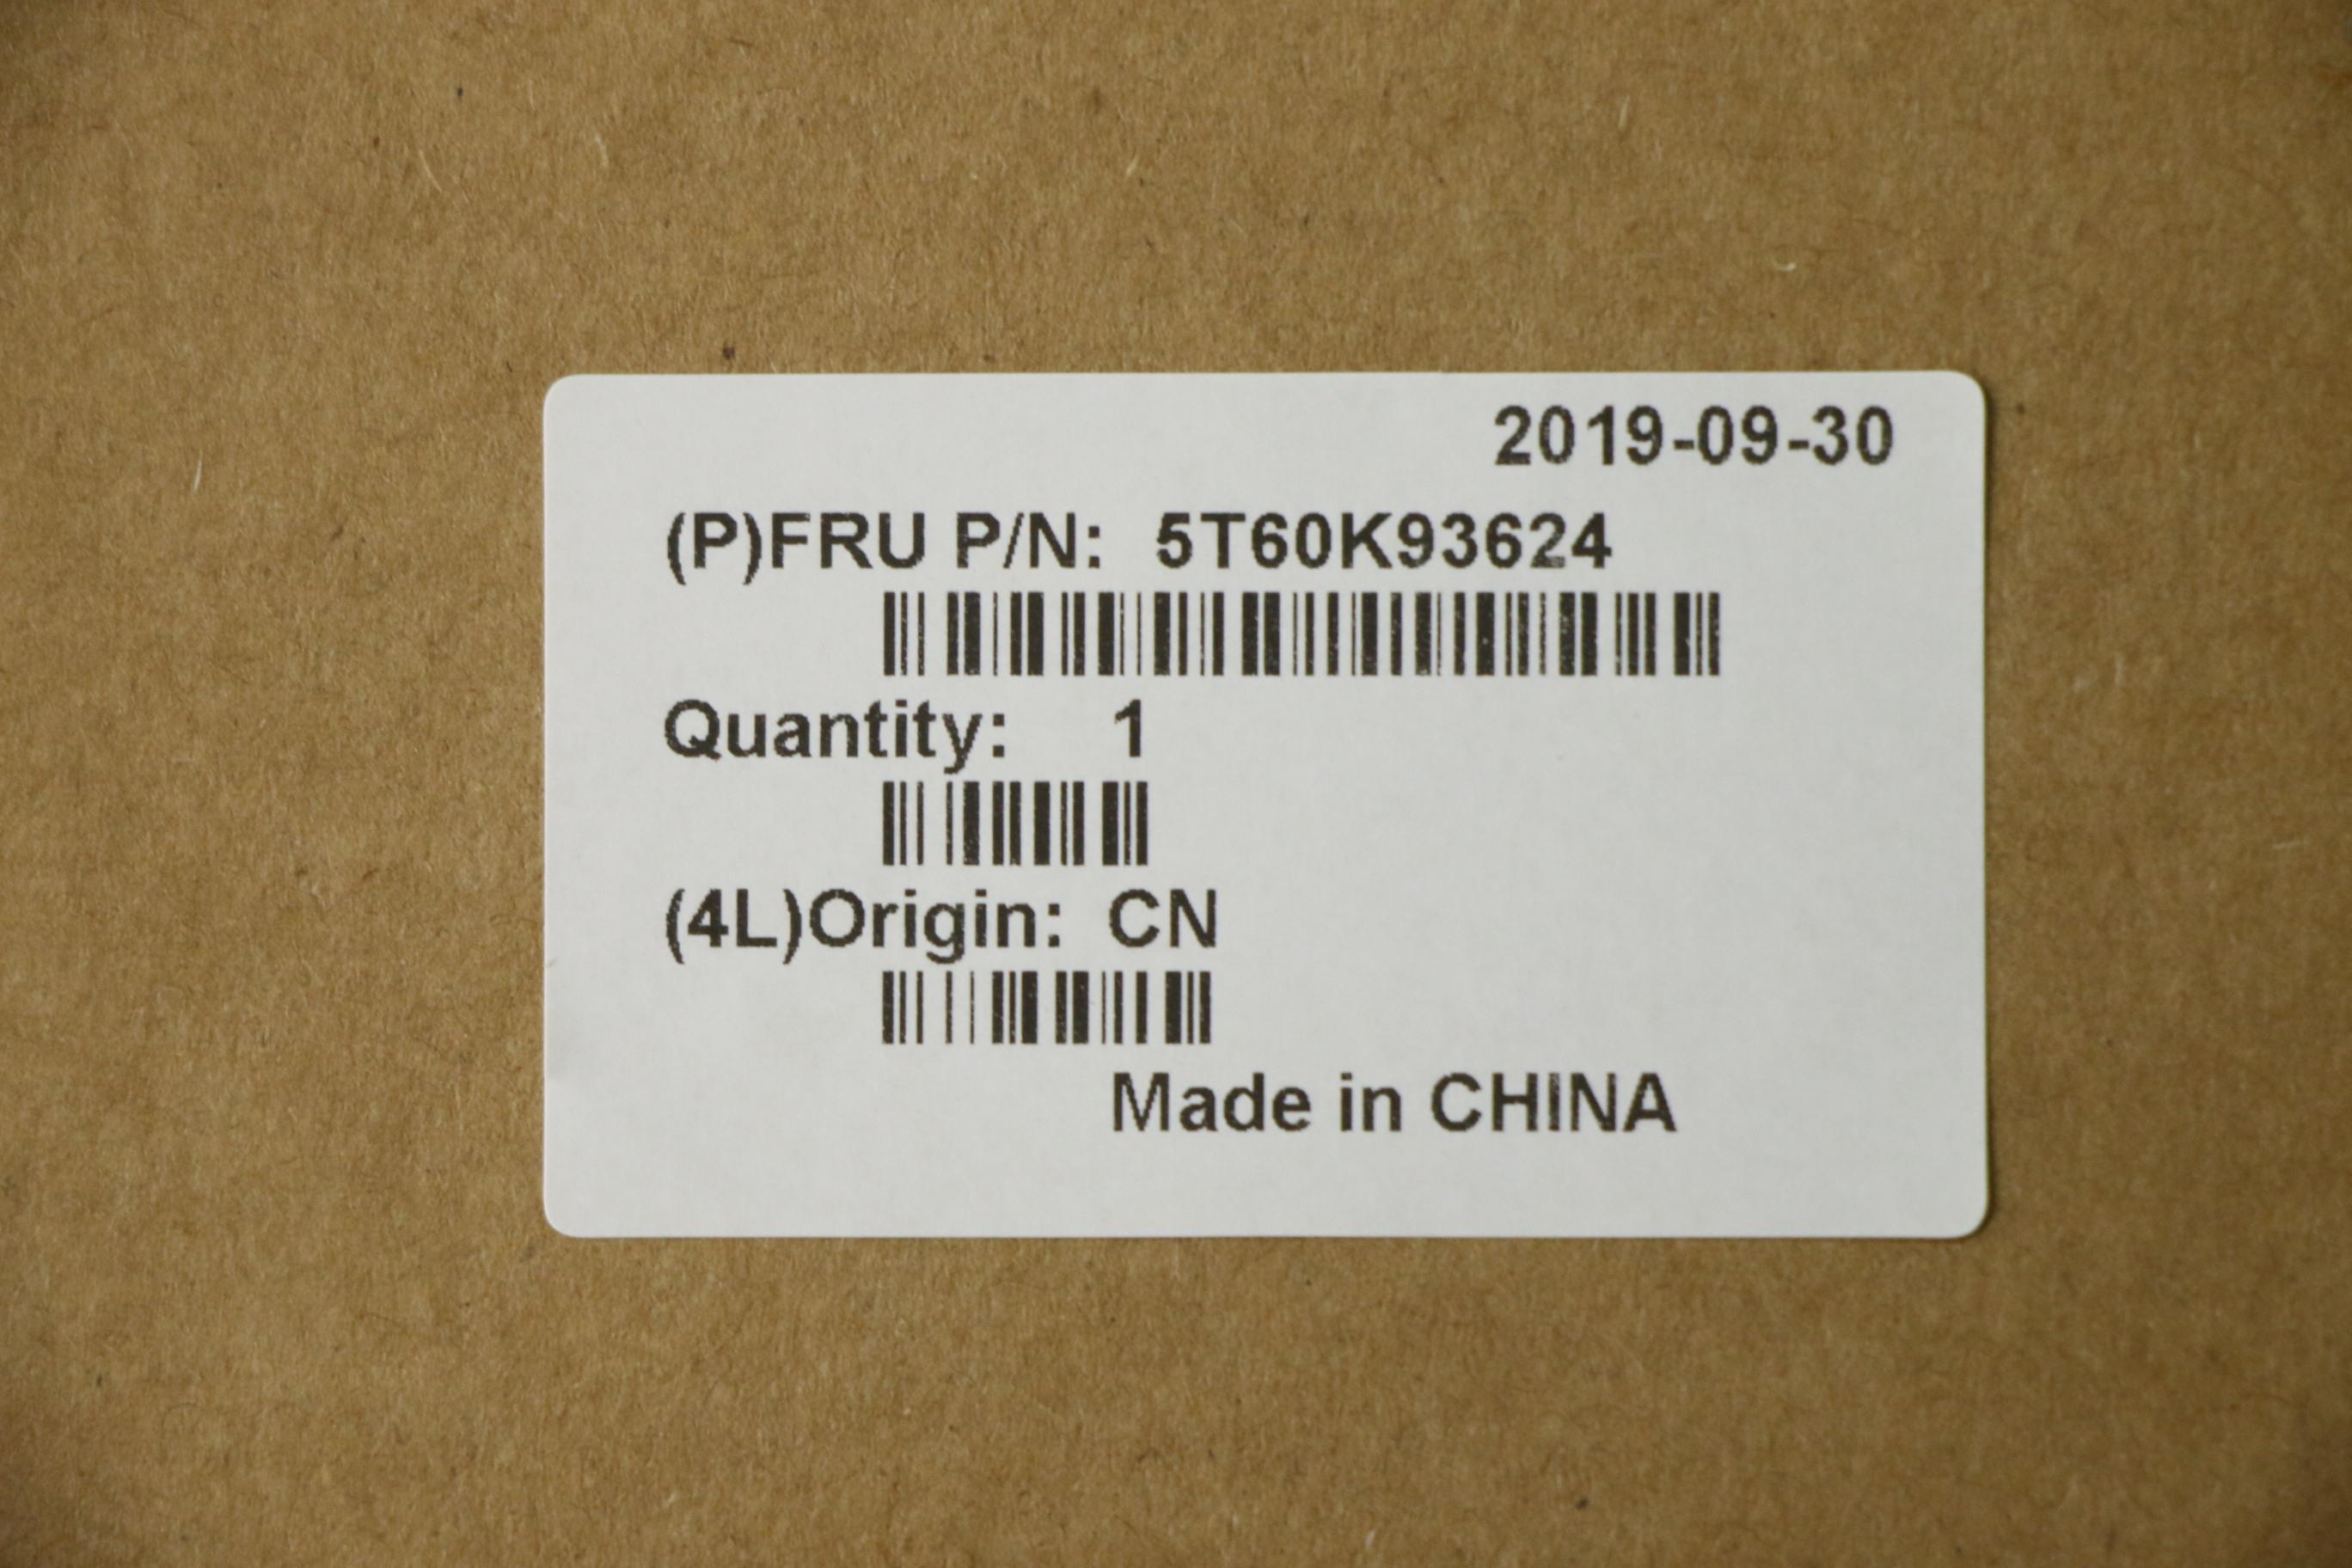 2019-09-30
(P)FRU P/N: 5T60K93624
Quantity: 1
(4L)Origin: CN
Made in CHINA